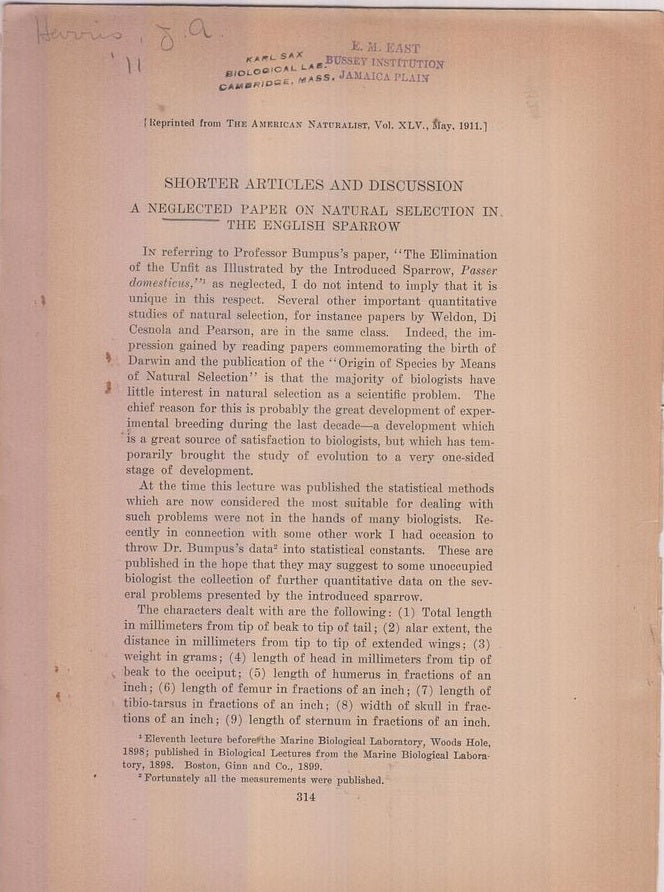 Harris, J. A.
'11
KARL SAX
BIOLOGICAL LAB.
CAMBRIDGE, MASS.
E. M. EAST
BUSSEY INSTITUTION
JAMAICA PLAIN
[Reprinted from THE AMERICAN NATURALIST, Vol. XLV., May, 1911.]
SHORTER ARTICLES AND DISCUSSION
A NEGLECTED PAPER ON NATURAL SELECTION IN
THE ENGLISH SPARROW
IN referring to Professor Bumpus's paper, "The Elimination
of the Unfit as Illustrated by the Introduced Sparrow, Passer
domesticus,"¹ as neglected, I do not intend to imply that it is
unique in this respect. Several other important quantitative
studies of natural selection, for instance papers by Weldon, Di
Cesnola and Pearson, are in the same class. Indeed, the im-
pression gained by reading papers commemorating the birth of
Darwin and the publication of the "Origin of Species by Means
of Natural Selection" is that the majority of biologists have
little interest in natural selection as a scientific problem. The
chief reason for this is probably the great development of exper-
imental breeding during the last decade—a development which
is a great source of satisfaction to biologists, but which has tem-
porarily brought the study of evolution to a very one-sided
stage of development.
At the time this lecture was published the statistical methods
which are now considered the most suitable for dealing with
such problems were not in the hands of many biologists. Re-
cently in connection with some other work I had occasion to
throw Dr. Bumpus's data² into statistical constants. These are
published in the hope that they may suggest to some unoccupied
biologist the collection of further quantitative data on the sev-
eral problems presented by the introduced sparrow.
The characters dealt with are the following: (1) Total length
in millimeters from tip of beak to tip of tail; (2) alar extent, the
distance in millimeters from tip to tip of extended wings; (3)
weight in grams; (4) length of head in millimeters from tip of
beak to the occiput; (5) length of humerus in fractions of an
inch; (6) length of femur in fractions of an inch; (7) length of
tibio-tarsus in fractions of an inch; (8) width of skull in frac-
tions of an inch; (9) length of sternum in fractions of an inch.
¹ Eleventh lecture before the Marine Biological Laboratory, Woods Hole,
1898; published in Biological Lectures from the Marine Biological Labora-
tory, 1898. Boston, Ginn and Co., 1899.
² Fortunately all the measurements were published.
314